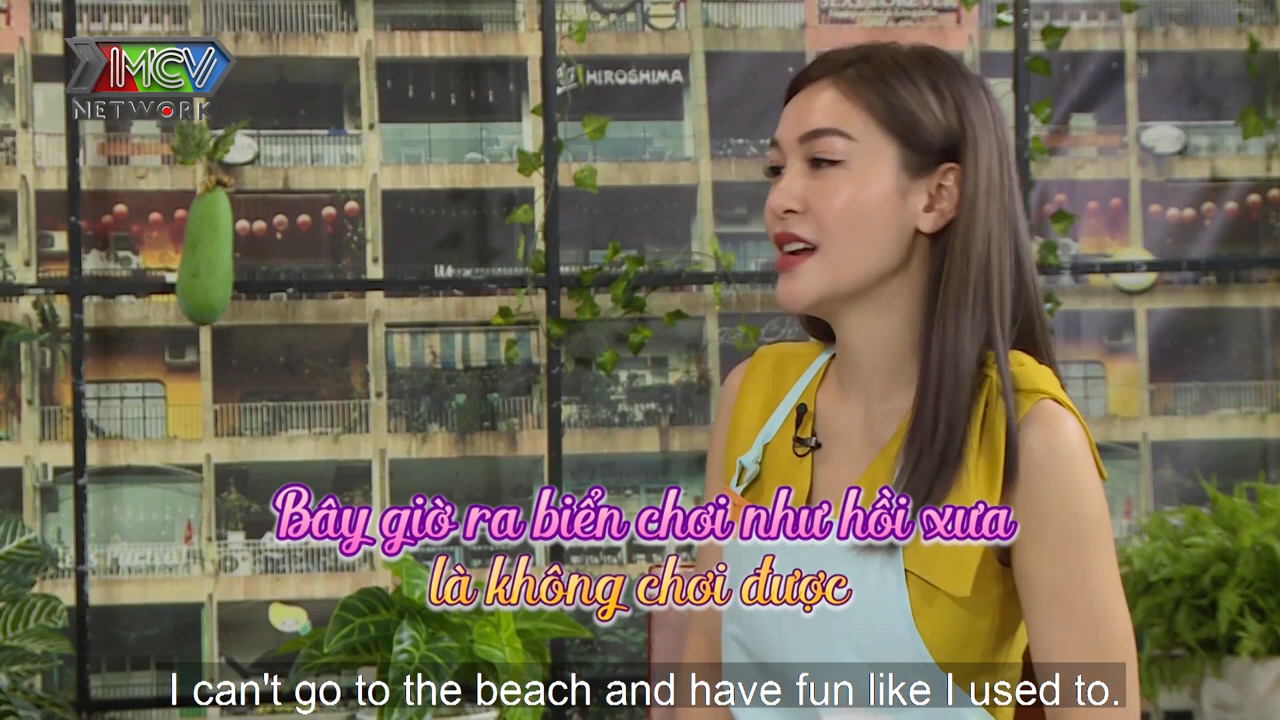 MCV
NETWORK
HIROSHIMA
Bây giờ ra biển chơi như hồi xưa
là không chơi được
I can't go to the beach and have fun like I used to.